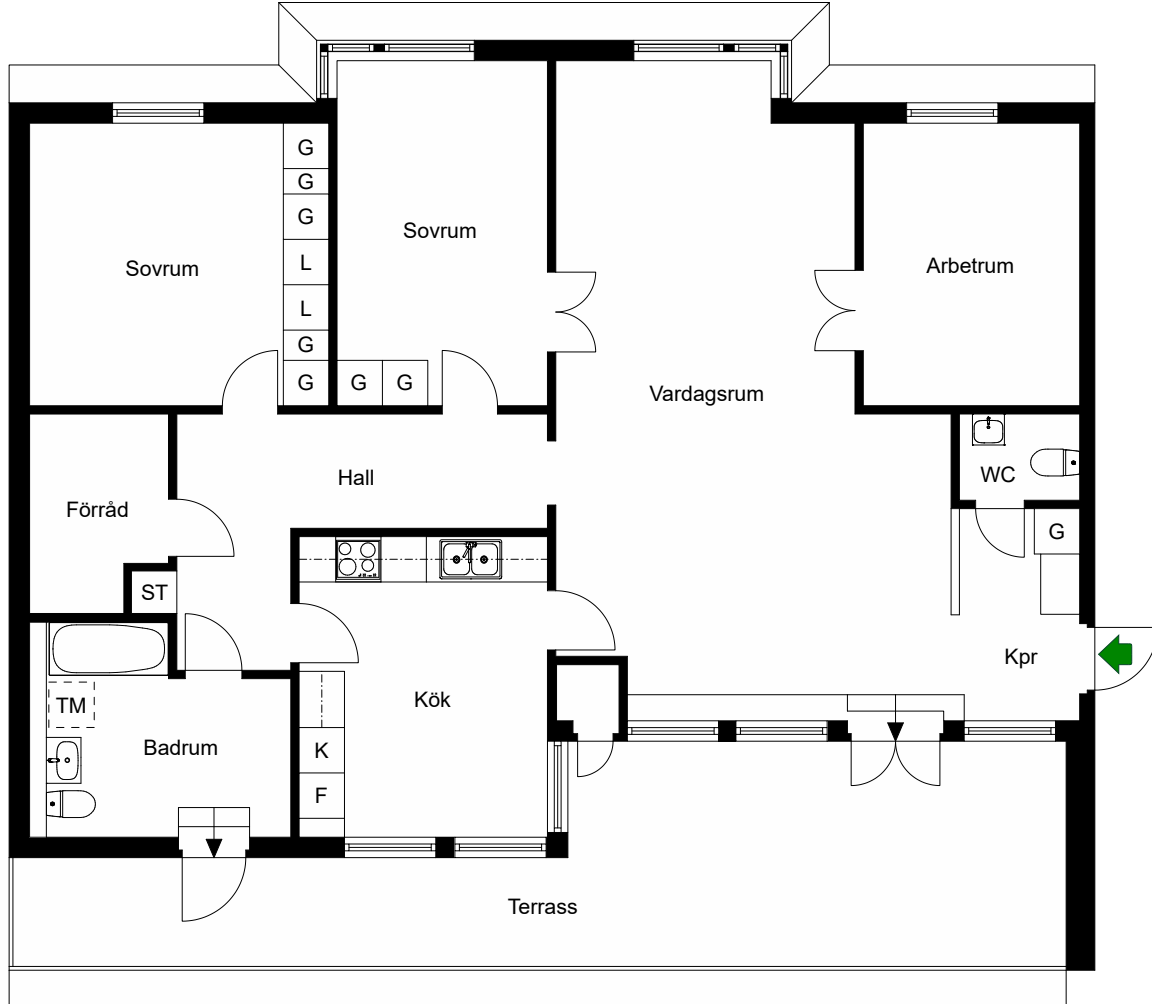 G
G
G
L
L
G
G
G
G
Sovrum
Sovrum
Arbetrum
Vardagsrum
Hall
WC
Förråd
G
ST
Kpr
TM
Kök
Badrum
K
F
Terrass